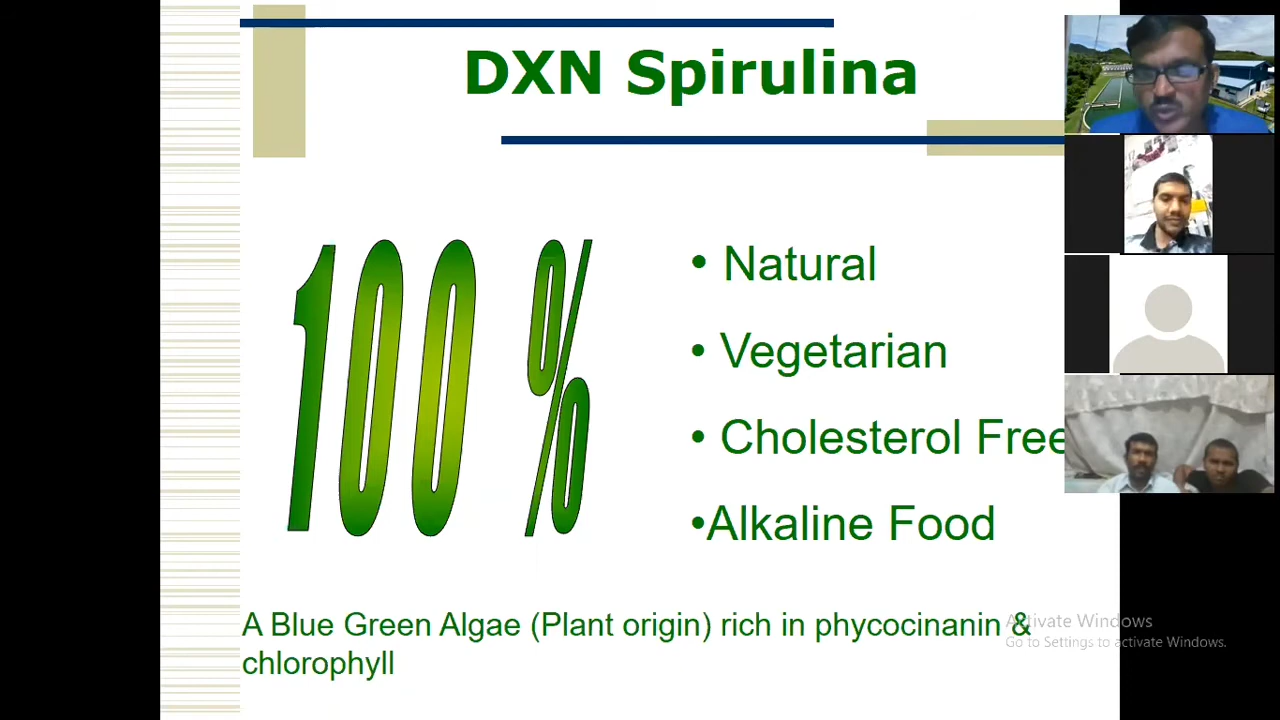 DXN Spirulina
100 %
• Natural
• Vegetarian
• Cholesterol Free
•Alkaline Food
A Blue Green Algae (Plant origin) rich in phycocinanin &
chlorophyll
Activate Windows
Go to Settings to activate Windows.